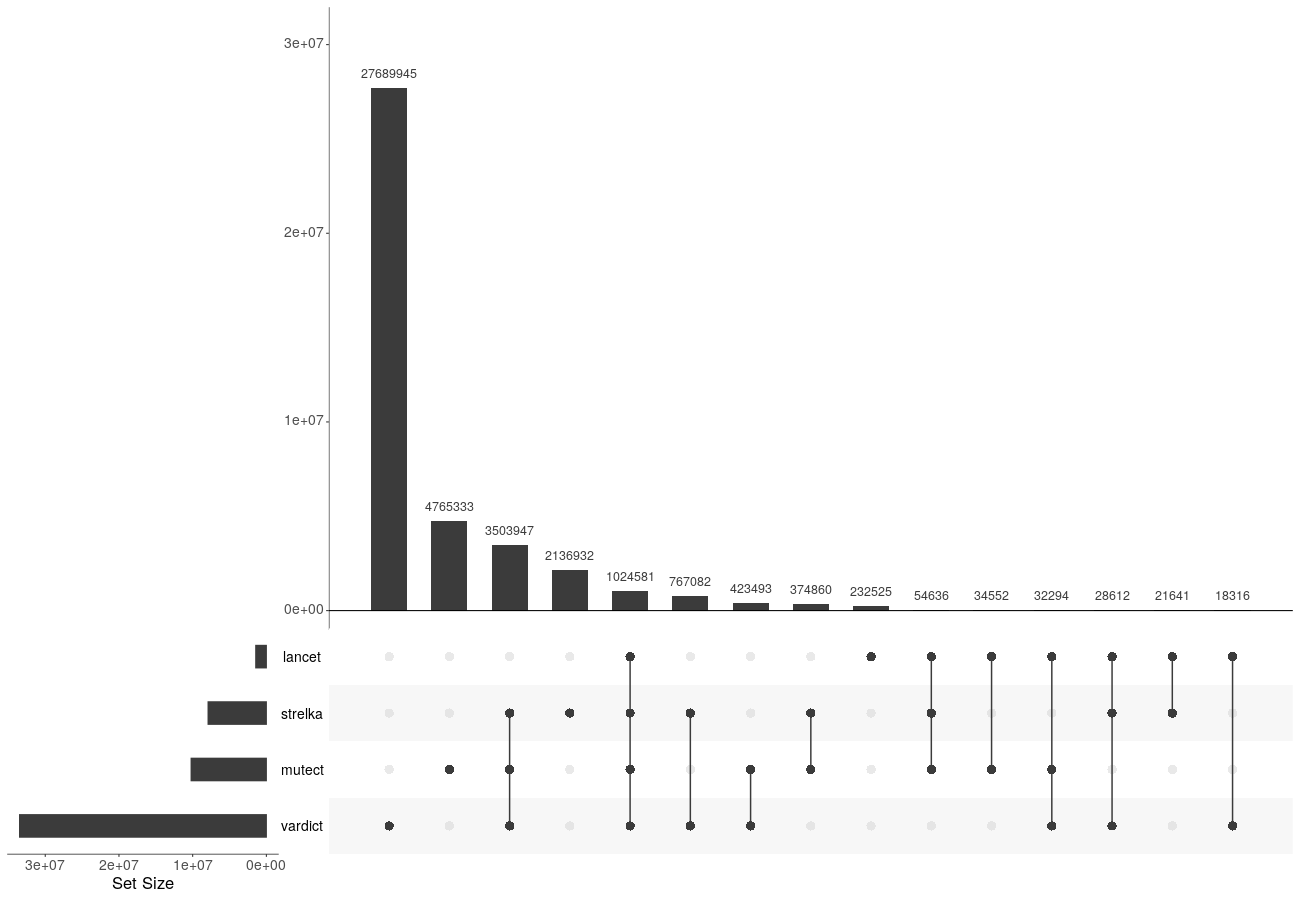 3e+07
2e+07
1e+07
0e+00
27689945
4765333
3503947
2136932
1024581
767082
423493
374860
232525
54636
34552
32294
28612
21641
18316
lancet
strelka
mutect
vardict
3e+07 2e+07 1e+07 0e+00
Set Size